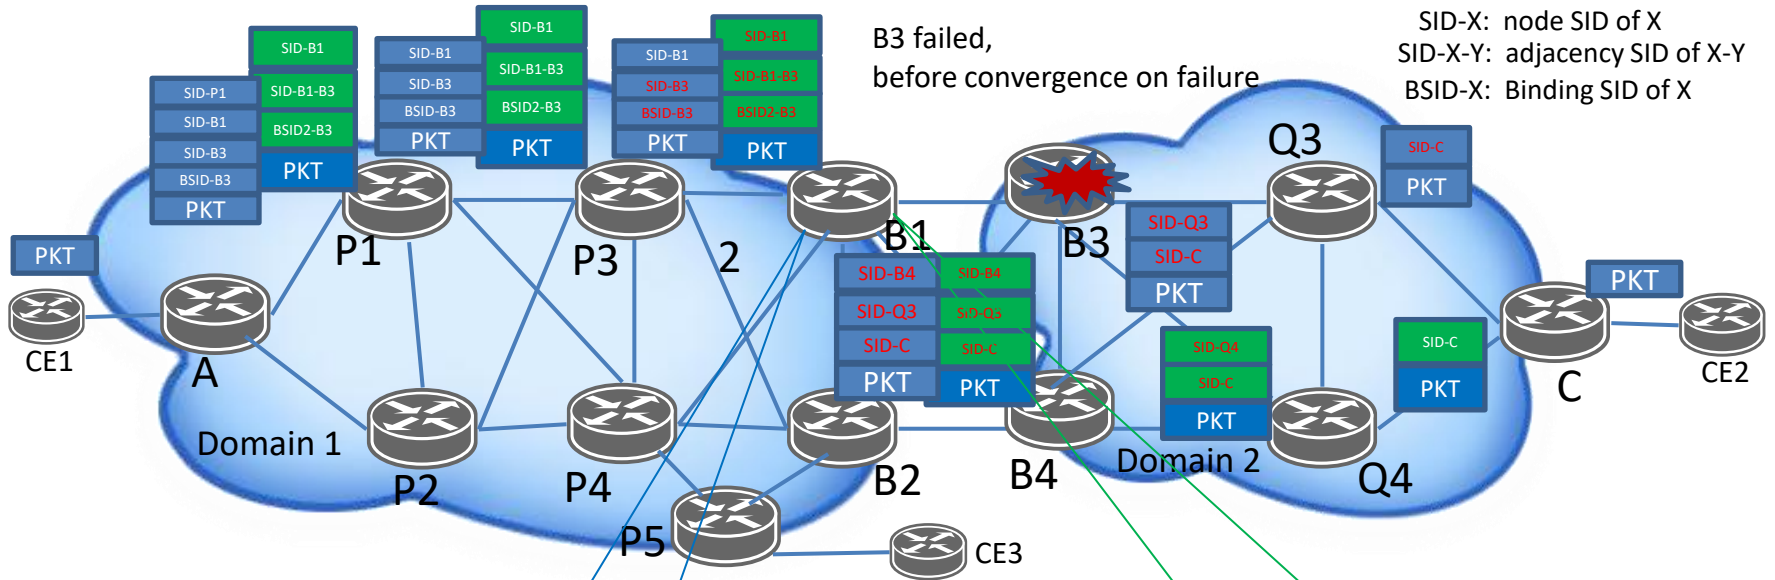 B3 failed,
before convergence on failure
SID-X: node SID of X
SID-X-Y: adjacency SID of X-Y
BSID-X: Binding SID of X
SID-P1
SID-B1
SID-B3
BSID-B3
PKT
SID-B1
SID-B1-B3
BSID2-B3
PKT
SID-B1
SID-B3
BSID-B3
PKT
SID-B1
SID-B1-B3
BSID2-B3
PKT
SID-B1
SID-B3
BSID-B3
PKT
SID-B1
SID-B1-B3
BSID2-B3
PKT
PKT
CE1
A
P1
P2
P3
P4
P5
2
B1
B2
B3
B4
Q3
Q4
C
CE2
CE3
Domain 1
Domain 2
SID-B4
SID-Q3
SID-C
PKT
SID-B4
SID-Q3
SID-C
PKT
SID-Q3
SID-C
PKT
SID-Q4
SID-C
PKT
SID-C
PKT
SID-C
PKT
PKT